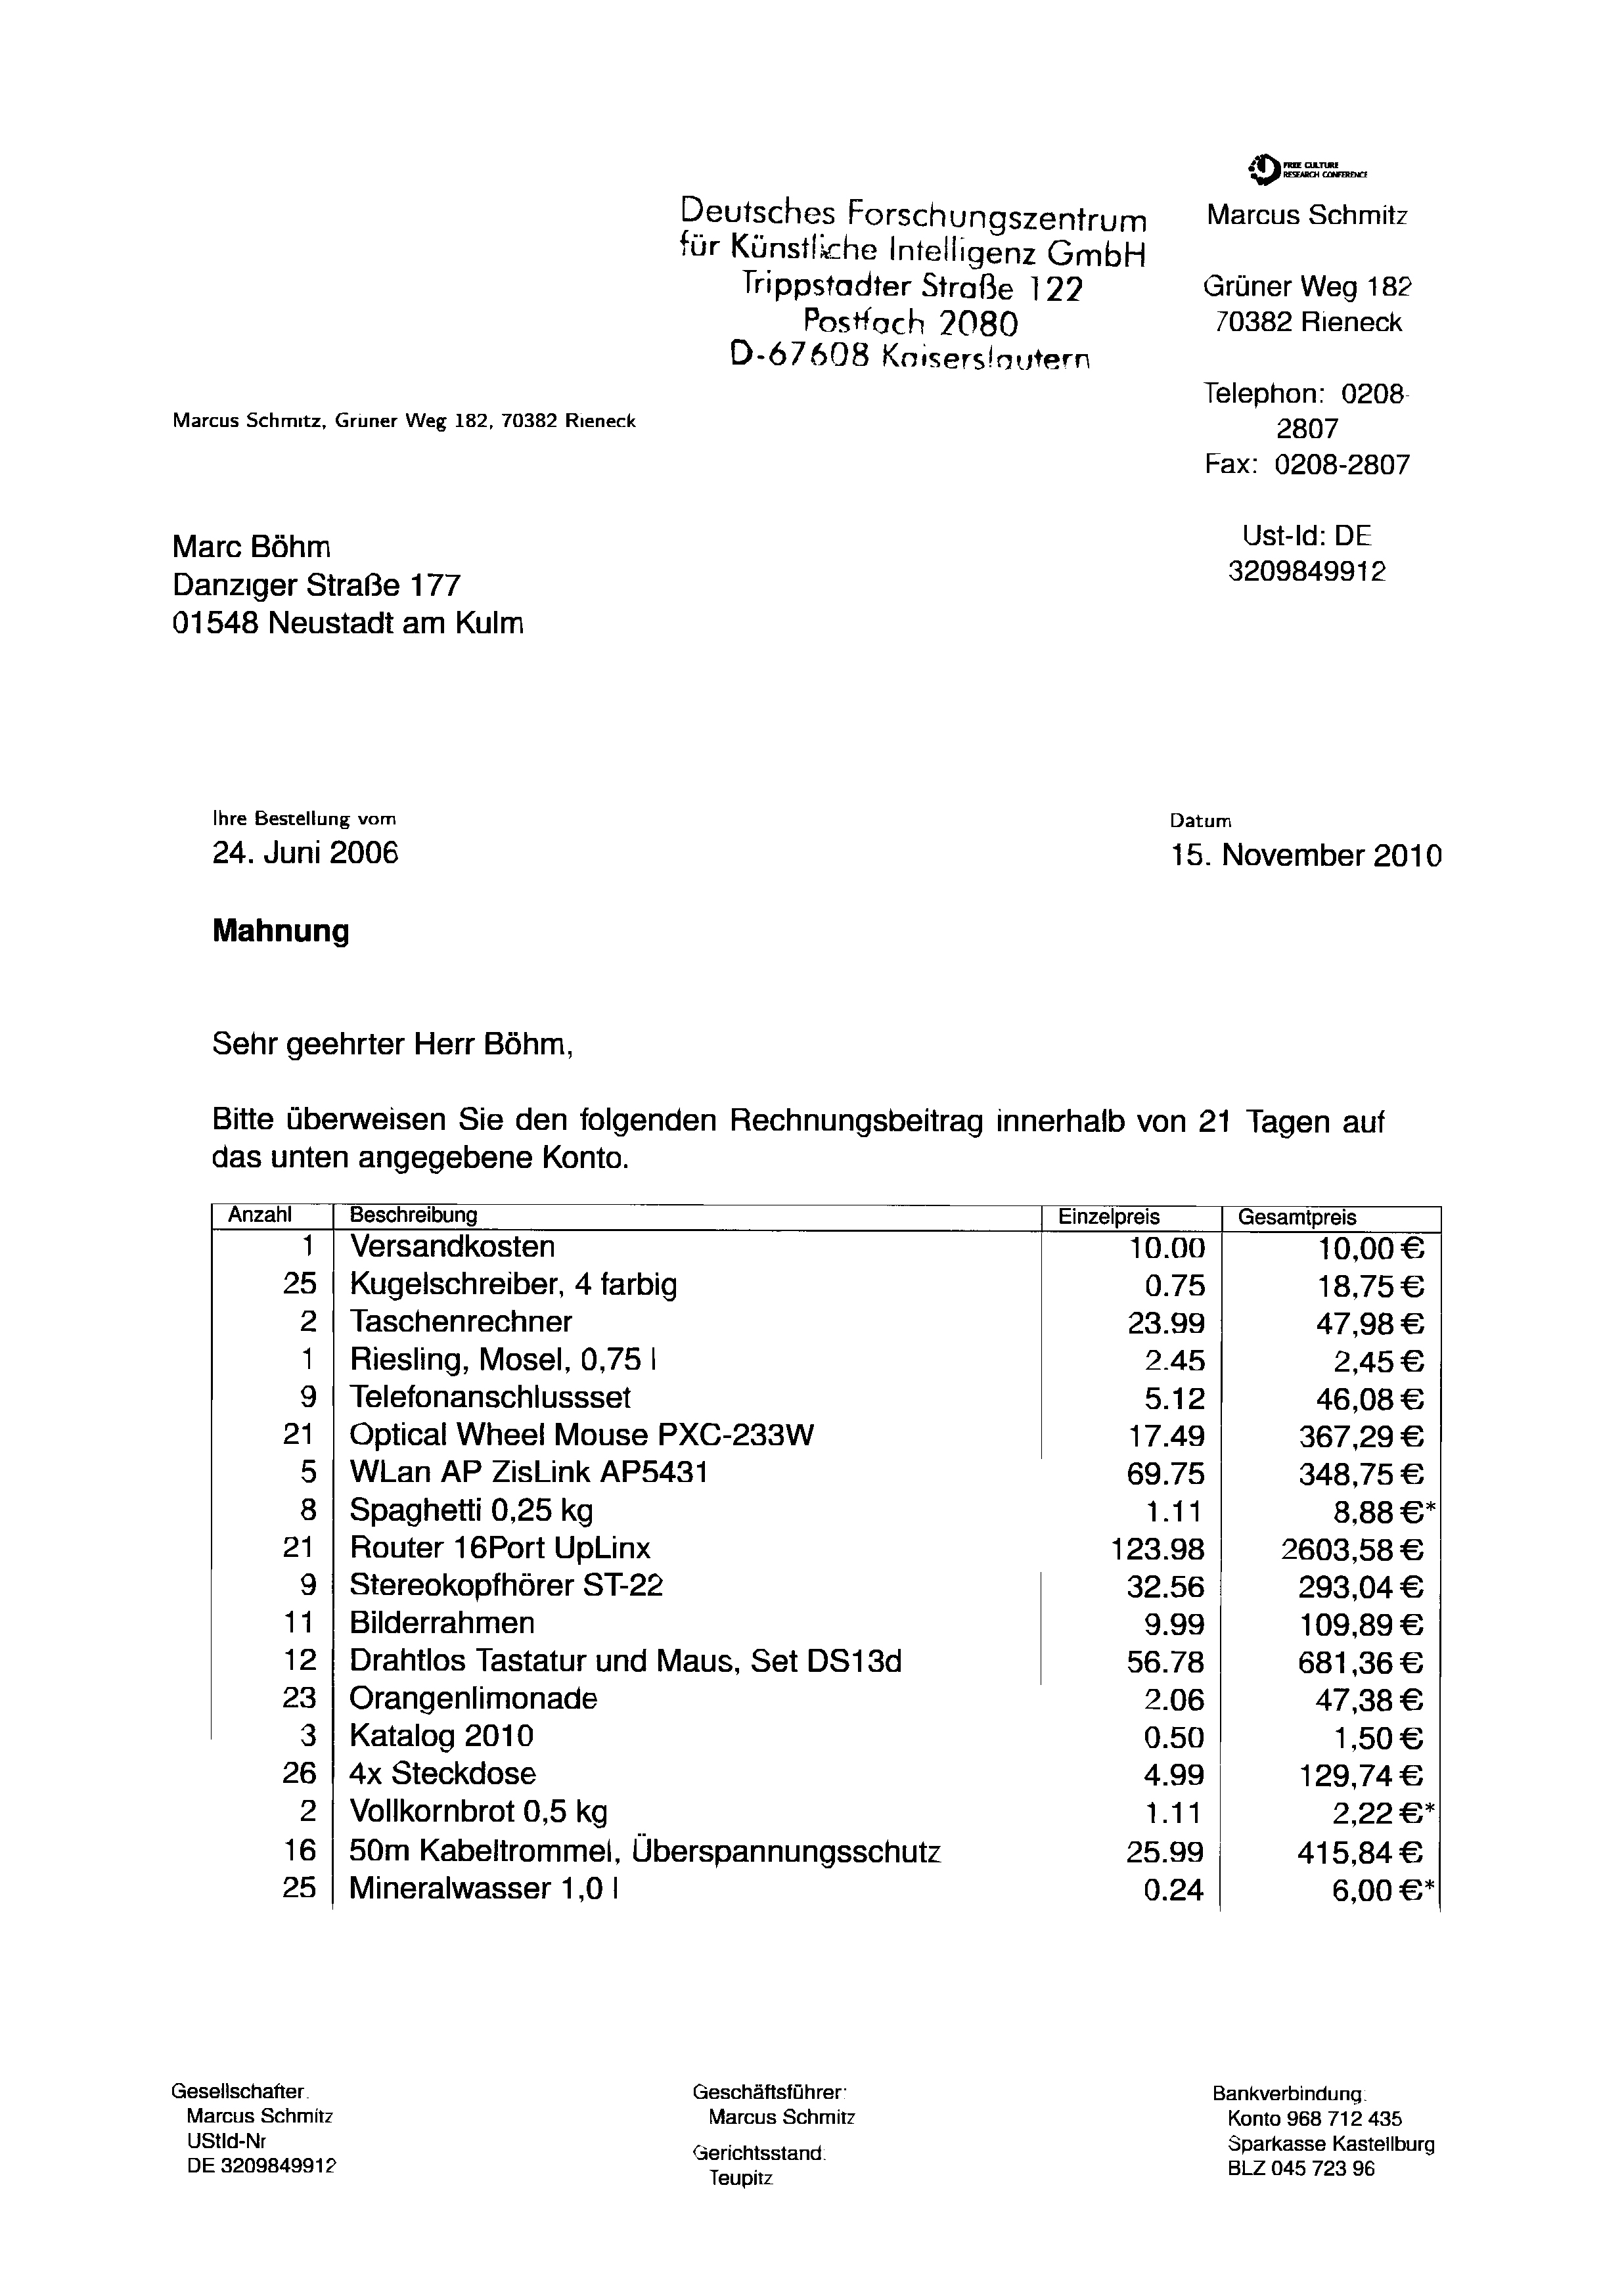 FREE CULTURE
RESEARCH CONFERENCE
Deutsches Forschungszentrum
für Künstliche Intelligenz GmbH
Trippstadter Straße 122
Postfach 2080
D-67608 Kaiserslautern
Marcus Schmitz
Grüner Weg 182
70382 Rieneck
Telephon: 0208-
2807
Fax: 0208-2807
Ust-Id: DE
3209849912
Marcus Schmitz, Grüner Weg 182, 70382 Rieneck
Marc Böhm
Danziger Straße 177
01548 Neustadt am Kulm
Ihre Bestellung vom
24. Juni 2006
Datum
15. November 2010
Mahnung
Sehr geehrter Herr Böhm,
Bitte überweisen Sie den folgenden Rechnungsbeitrag innerhalb von 21 Tagen auf
das unten angegebene Konto.
Anzahl Beschreibung Einzelpreis Gesamtpreis
1 Versandkosten 10.00 10,00 €
25 Kugelschreiber, 4 farbig 0.75 18,75 €
2 Taschenrechner 23.99 47,98 €
1 Riesling, Mosel, 0,75 l 2.45 2,45 €
9 Telefonanschlussset 5.12 46,08 €
21 Optical Wheel Mouse PXC-233W 17.49 367,29 €
5 WLan AP ZisLink AP5431 69.75 348,75 €
8 Spaghetti 0,25 kg 1.11 8,88 €*
21 Router 16Port UpLinx 123.98 2603,58 €
9 Stereokopfhörer ST-22 32.56 293,04 €
11 Bilderrahmen 9.99 109,89 €
12 Drahtlos Tastatur und Maus, Set DS13d 56.78 681,36 €
23 Orangenlimonade 2.06 47,38 €
3 Katalog 2010 0.50 1,50 €
26 4x Steckdose 4.99 129,74 €
2 Vollkornbrot 0,5 kg 1.11 2,22 €*
16 50m Kabeltrommel, Überspannungsschutz 25.99 415,84 €
25 Mineralwasser 1,0 l 0.24 6,00 €*
Gesellschafter:
Marcus Schmitz
UStId-Nr
DE 3209849912
Geschäftsführer:
Marcus Schmitz
Gerichtsstand:
Teupitz
Bankverbindung:
Konto 968 712 435
Sparkasse Kastellburg
BLZ 045 723 96